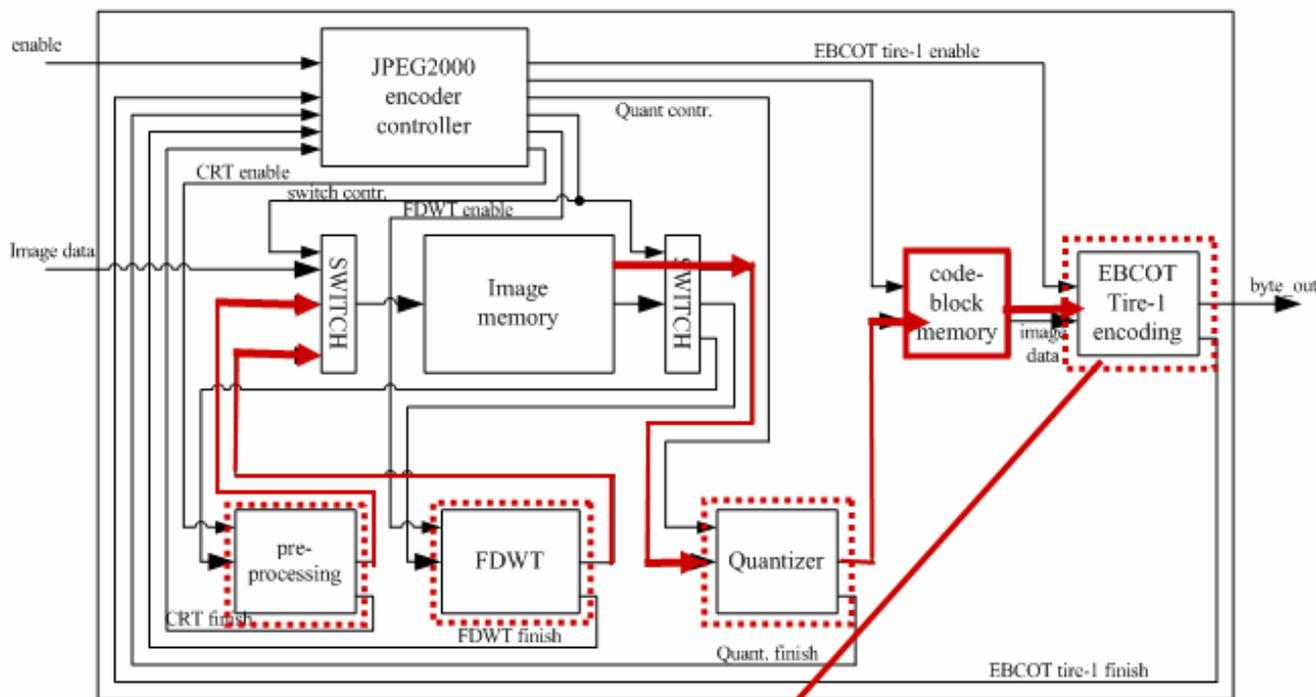 enable
JPEG2000
encoder
controller
EBCOT tire-1 enable
Quant contr.
CRT enable
switch contr.
FDWT enable
Image data
SWITCH
Image
memory
SWITCH
code-
block
memory
image
data
EBCOT
Tire-1
encoding
byte_out
pre-
processing
FDWT
Quantizer
CRT finish
FDWT finish
Quant. finish
EBCOT tire-1 finish